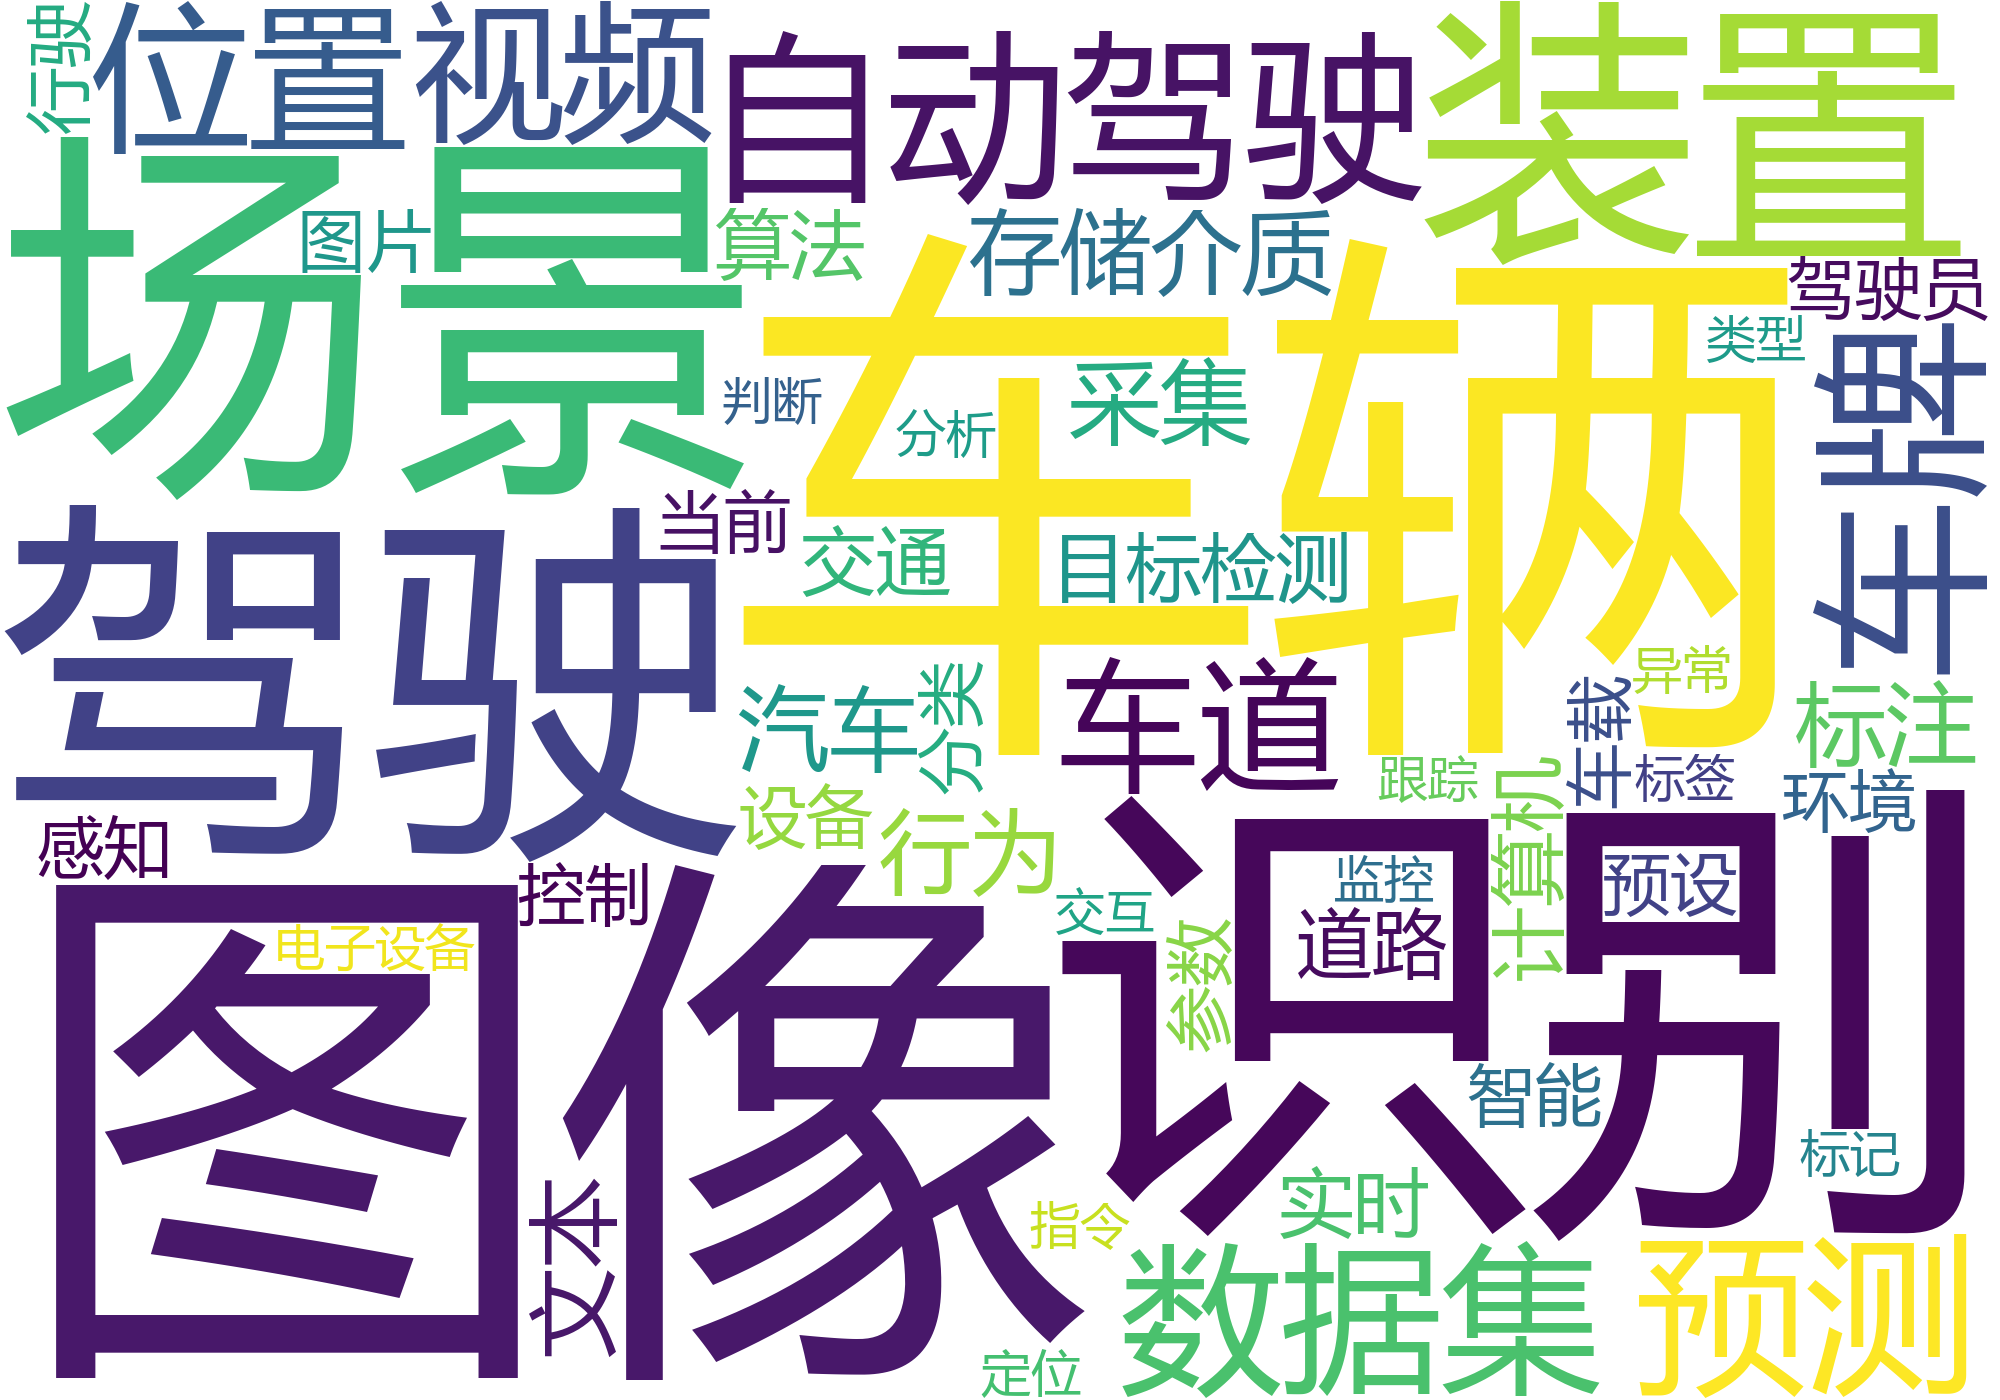 行驶
位置
视频
自动驾驶
装置
场景
图片
算法
存储介质
驾驶员
车辆
类型
车牌
判断
分析
采集
驾驶
当前
交通
目标检测
异常
汽车
分类
车道
车载
标注
跟踪
标签
环境
设备
行为
计算机
识别
预设
感知
控制
图像
电子设备
交互
监控
道路
参数
智能
标记
文本
实时
指令
数据集
预测
定位